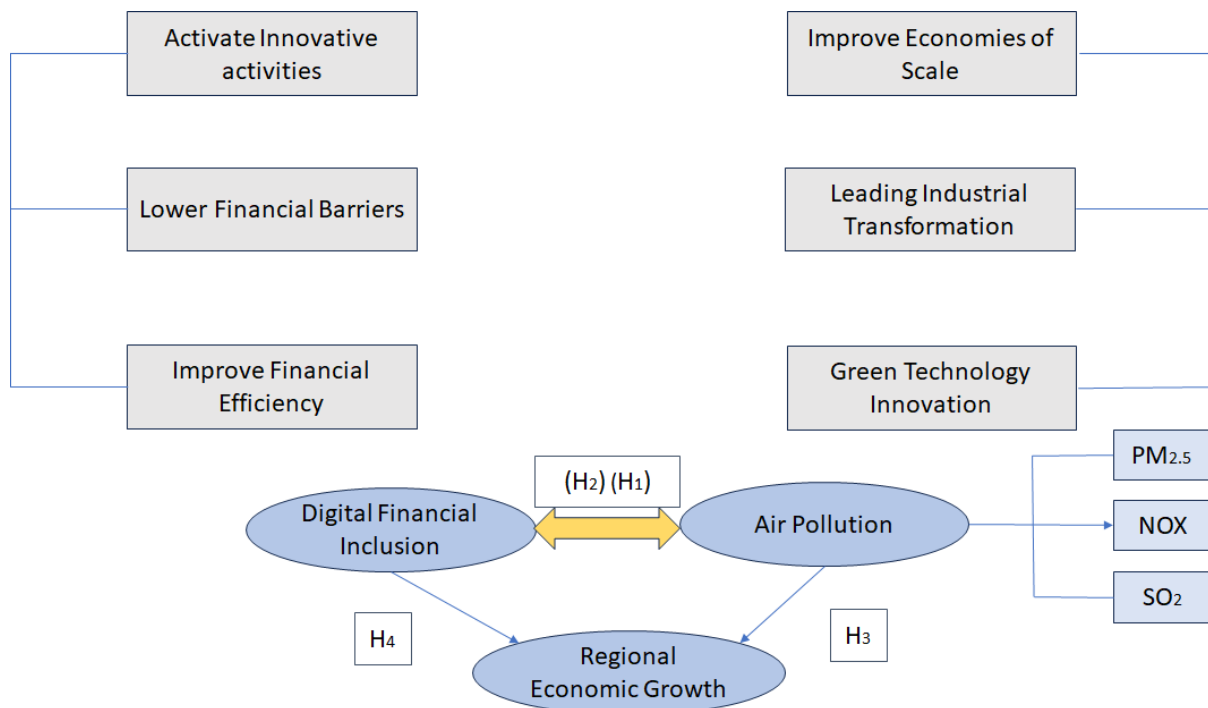 Activate Innovative
activities
Improve Economies of
Scale
Lower Financial Barriers
Leading Industrial
Transformation
Improve Financial
Efficiency
Green Technology
Innovation
PM2.5
(H2) (H1)
Digital Financial
Inclusion
Air Pollution
NOX
SO2
H4
H3
Regional
Economic Growth